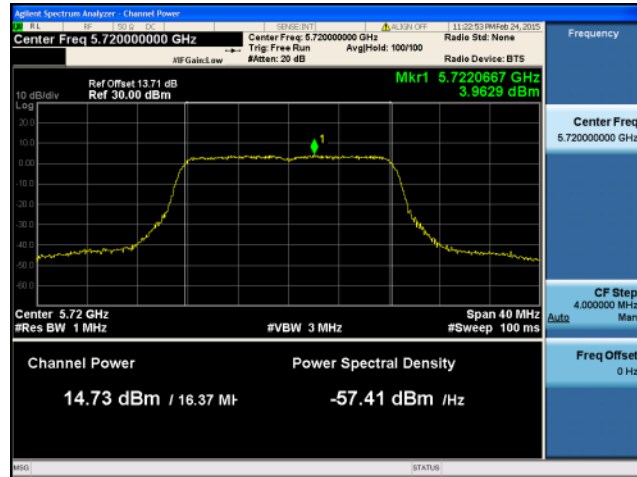 Agilent Spectrum Analyzer - Channel Power
RL RF 50 Ω DC SENSE:INT ALIGN OFF 11:22:53 PM Feb 24, 2015
Center Freq 5.720000000 GHz
Center Freq: 5.720000000 GHz Radio Std: None
Trig: Free Run Avg|Hold: 100/100
#IFGain:Low #Atten: 20 dB Radio Device: BTS
Ref Offset 13.71 dB Mkr1 5.7220667 GHz
10 dB/div Ref 30.00 dBm 3.9629 dBm
Log
20.0
10.0
1
0.00
-10.0
-20.0
-30.0
-40.0
-50.0
-60.0
Center 5.72 GHz Span 40 MHz
#Res BW 1 MHz #VBW 3 MHz #Sweep 100 ms
Channel Power Power Spectral Density
14.73 dBm / 16.37 MH -57.41 dBm /Hz
MSG STATUS
Frequency
Center Freq
5.720000000 GHz
CF Step
4.000000 MHz
Auto Man
Freq Offset
0 Hz